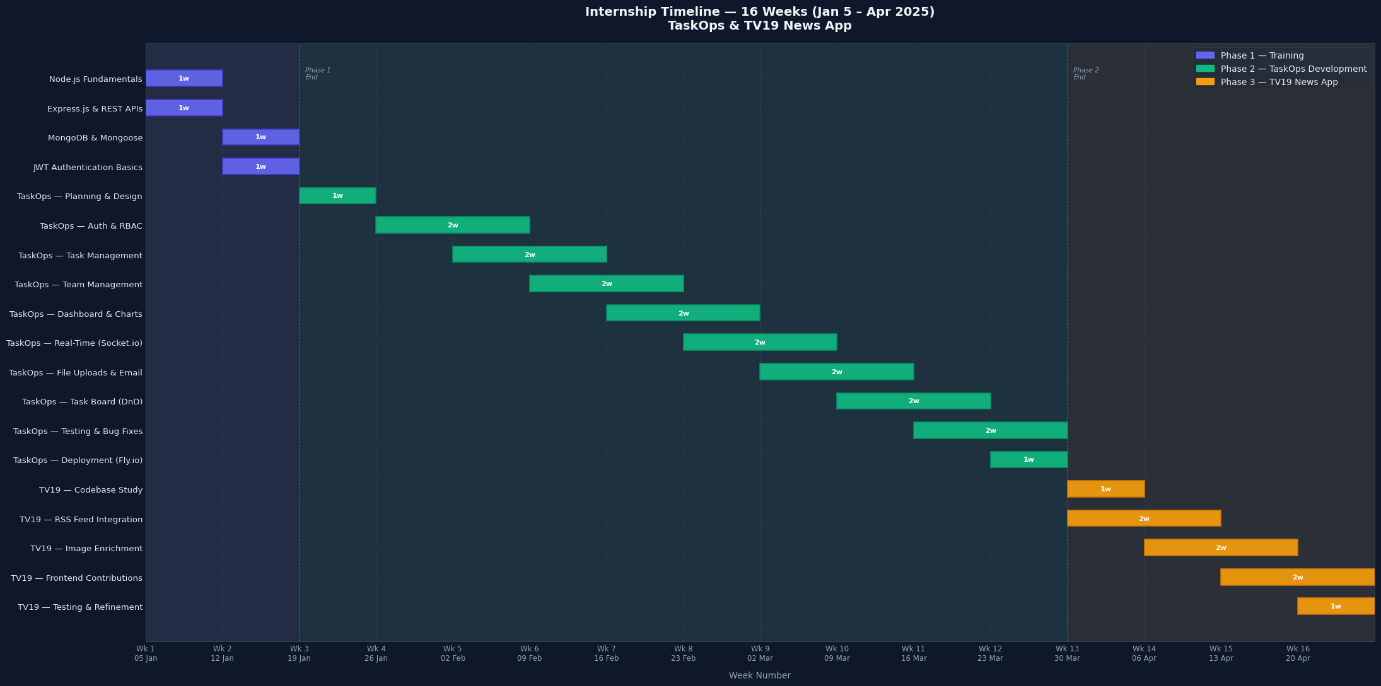 Internship Timeline — 16 Weeks (Jan 5 – Apr 2025)
TaskOps & TV19 News App
Phase 1
End
Phase 2
End
Phase 1 — Training
Phase 2 — TaskOps Development
Phase 3 — TV19 News App
Node.js Fundamentals 1w
Express.js & REST APIs 1w
MongoDB & Mongoose 1w
JWT Authentication Basics 1w
TaskOps — Planning & Design 1w
TaskOps — Auth & RBAC 2w
TaskOps — Task Management 2w
TaskOps — Team Management 2w
TaskOps — Dashboard & Charts 2w
TaskOps — Real-Time (Socket.io) 2w
TaskOps — File Uploads & Email 2w
TaskOps — Task Board (DnD) 2w
TaskOps — Testing & Bug Fixes 2w
TaskOps — Deployment (Fly.io) 1w
TV19 — Codebase Study 1w
TV19 — RSS Feed Integration 2w
TV19 — Image Enrichment 2w
TV19 — Frontend Contributions 2w
TV19 — Testing & Refinement 1w
Wk 1 Wk 2 Wk 3 Wk 4 Wk 5 Wk 6 Wk 7 Wk 8 Wk 9 Wk 10 Wk 11 Wk 12 Wk 13 Wk 14 Wk 15 Wk 16
05 Jan 12 Jan 19 Jan 26 Jan 02 Feb 09 Feb 16 Feb 23 Feb 02 Mar 09 Mar 16 Mar 23 Mar 30 Mar 06 Apr 13 Apr 20 Apr
Week Number